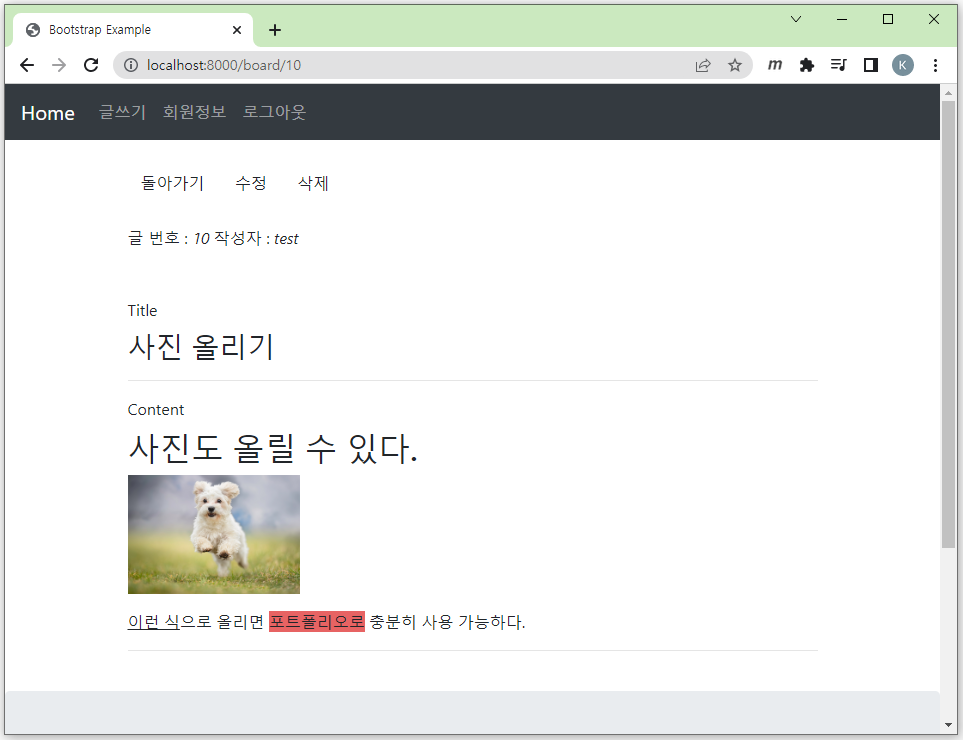 Bootstrap Example
localhost:8000/board/10
m
K
Home 글쓰기 회원정보 로그아웃
돌아가기 수정 삭제
글 번호 : 10 작성자 : test
Title
사진 올리기
Content
사진도 올릴 수 있다.
이런 식으로 올리면 포트폴리오로 충분히 사용 가능하다.